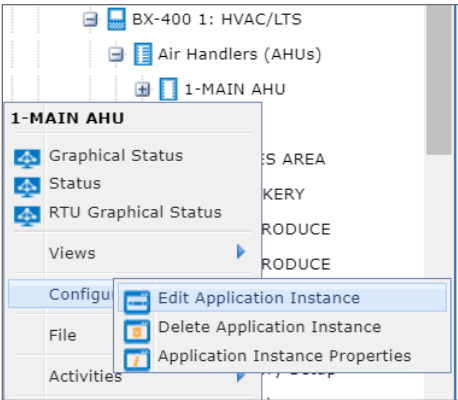 BX-400 1: HVAC/LTS
Air Handlers (AHUs)
1-MAIN AHU
1-MAIN AHU
Graphical Status
ES AREA
Status
KERY
RTU Graphical Status
RODUCE
Views
RODUCE
Configu
Edit Application Instance
Delete Application Instance
File
Application Instance Properties
Activities